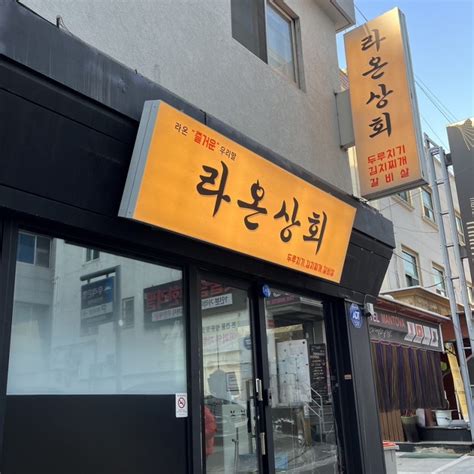 라온 "즐거운" 우리말
라온상회
두루치기 김치찌개 갈비살
라온상회
두루치기
김치찌개
갈비살